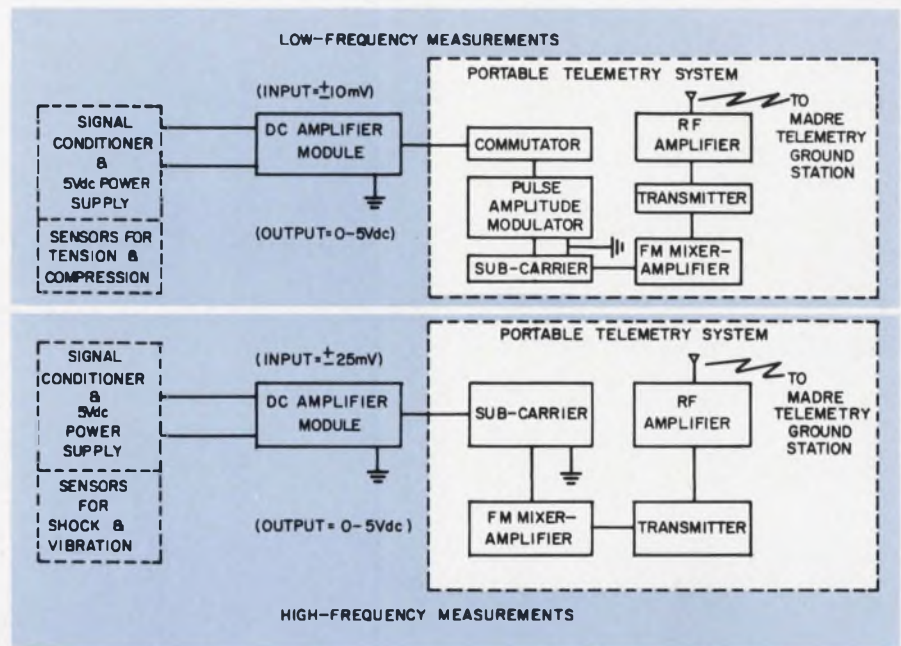 LOW-FREQUENCY MEASUREMENTS
SIGNAL
CONDITIONER
&
5Vdc POWER
SUPPLY
SENSORS FOR
TENSION &
COMPRESSION
(INPUT=±10mV)
DC AMPLIFIER
MODULE
(OUTPUT=0-5Vdc)
PORTABLE TELEMETRY SYSTEM
COMMUTATOR
PULSE
AMPLITUDE
MODULATOR
SUB-CARRIER
RF
AMPLIFIER
TRANSMITTER
FM MIXER-
AMPLIFIER
TO
MADRE
TELEMETRY
GROUND
STATION
SIGNAL
CONDITIONER
&
5Vdc
POWER
SUPPLY
SENSORS
FOR
SHOCK &
VIBRATION
(INPUT=±25mV)
DC AMPLIFIER
MODULE
(OUTPUT= 0-5Vdc)
PORTABLE TELEMETRY SYSTEM
SUB-CARRIER
FM MIXER-
AMPLIFIER
RF
AMPLIFIER
TRANSMITTER
TO
MADRE
TELEMETRY
GROUND
STATION
HIGH-FREQUENCY MEASUREMENTS